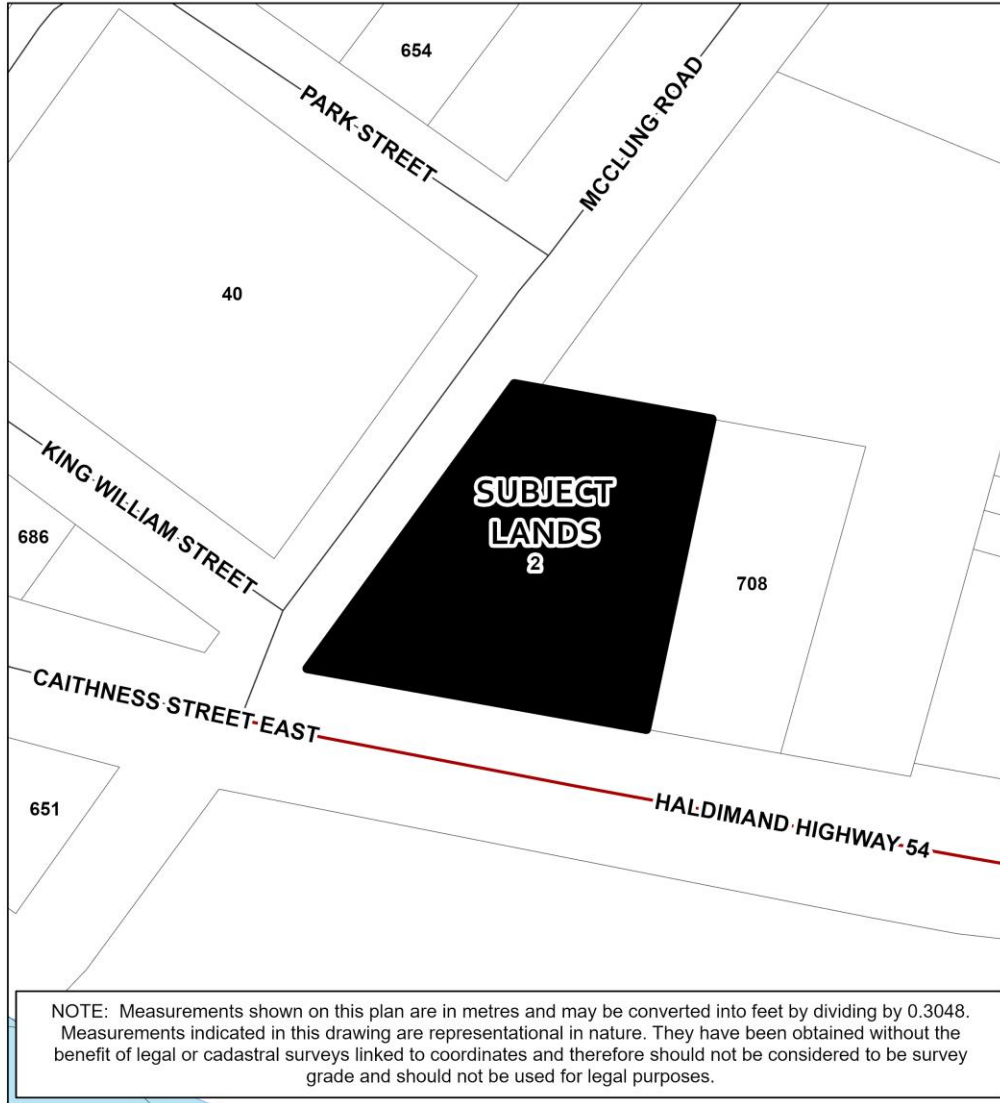 654
PARK STREET
MCCLUNG ROAD
40
KING WILLIAM STREET
SUBJECT
LANDS
2
686
708
CAITHNESS STREET EAST
651
HALDIMAND HIGHWAY 54
NOTE: Measurements shown on this plan are in metres and may be converted into feet by dividing by 0.3048.
Measurements indicated in this drawing are representational in nature. They have been obtained without the
benefit of legal or cadastral surveys linked to coordinates and therefore should not be considered to be survey
grade and should not be used for legal purposes.